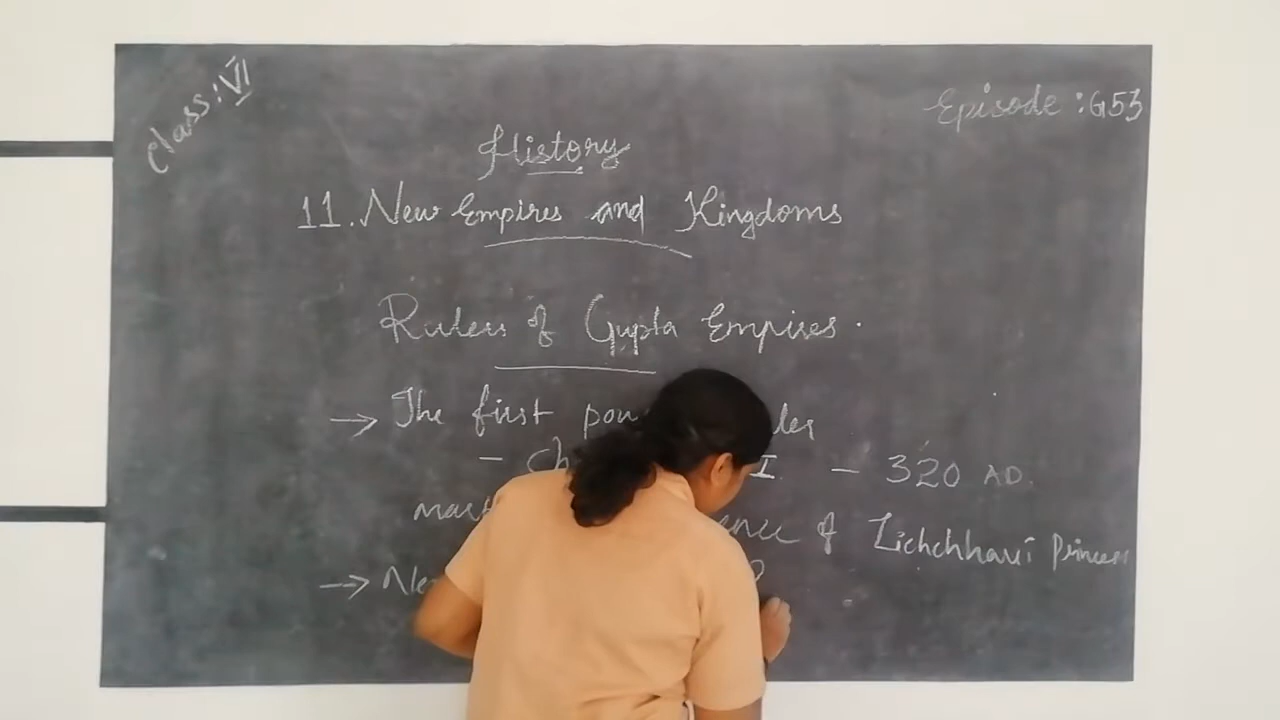 Class: VI
Episode : G53
History
11. New Empires and Kingdoms
Rulers of Gupta Empires.
→ The first
- I - 320 AD.
of Lichchhavi Princess
→